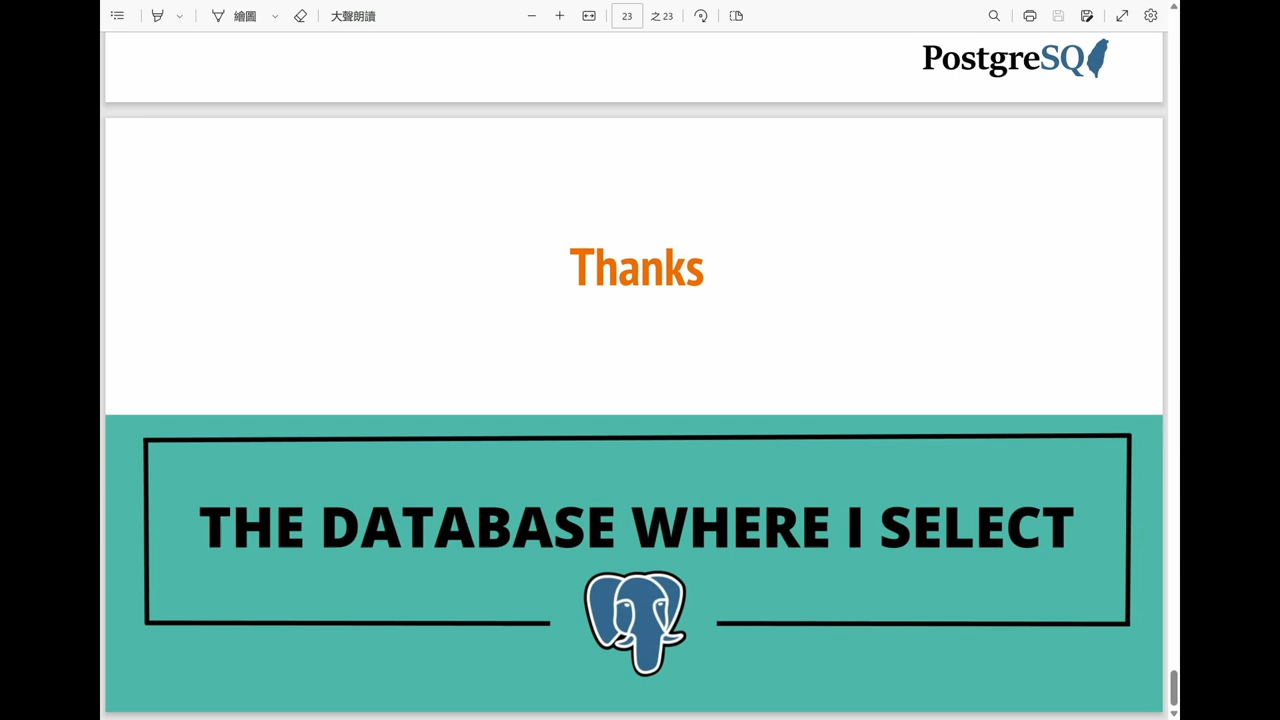 繪圖
大聲朗讀
23
之 23
PostgreSQ
Thanks
THE DATABASE WHERE I SELECT